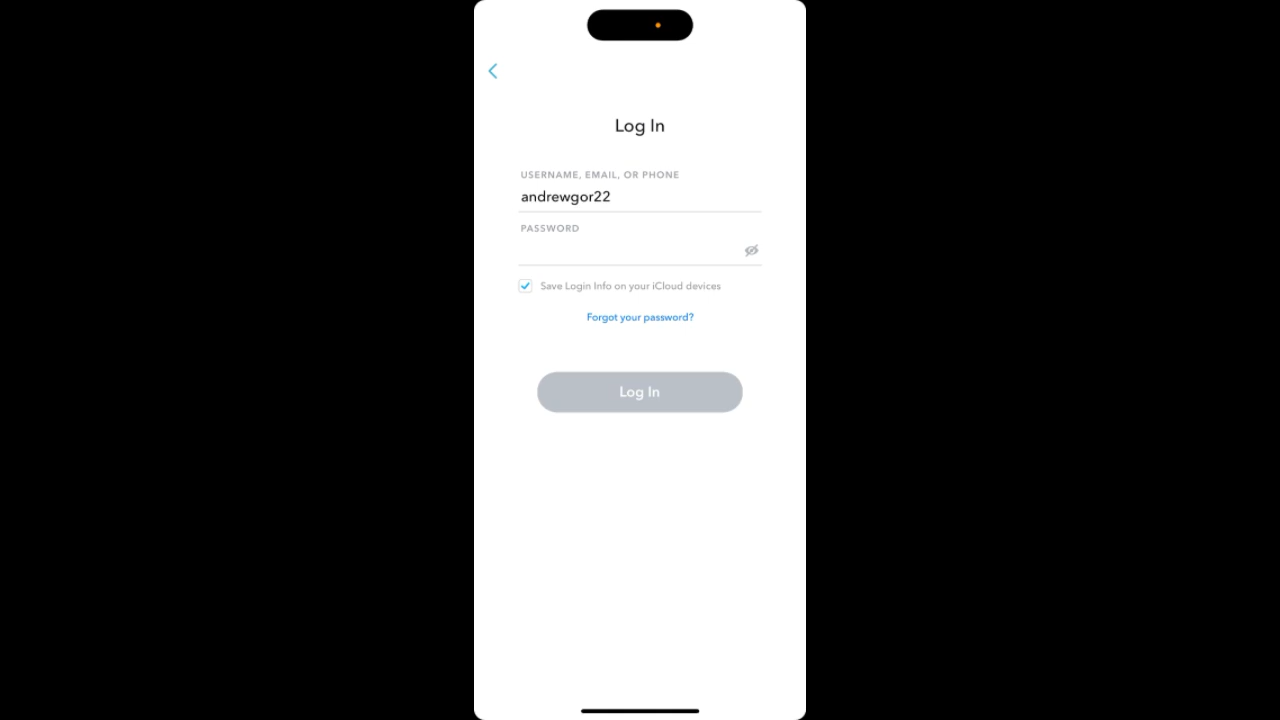 Log In
USERNAME, EMAIL, OR PHONE
andrewgor22
PASSWORD
Save Login Info on your iCloud devices
Forgot your password?
Log In